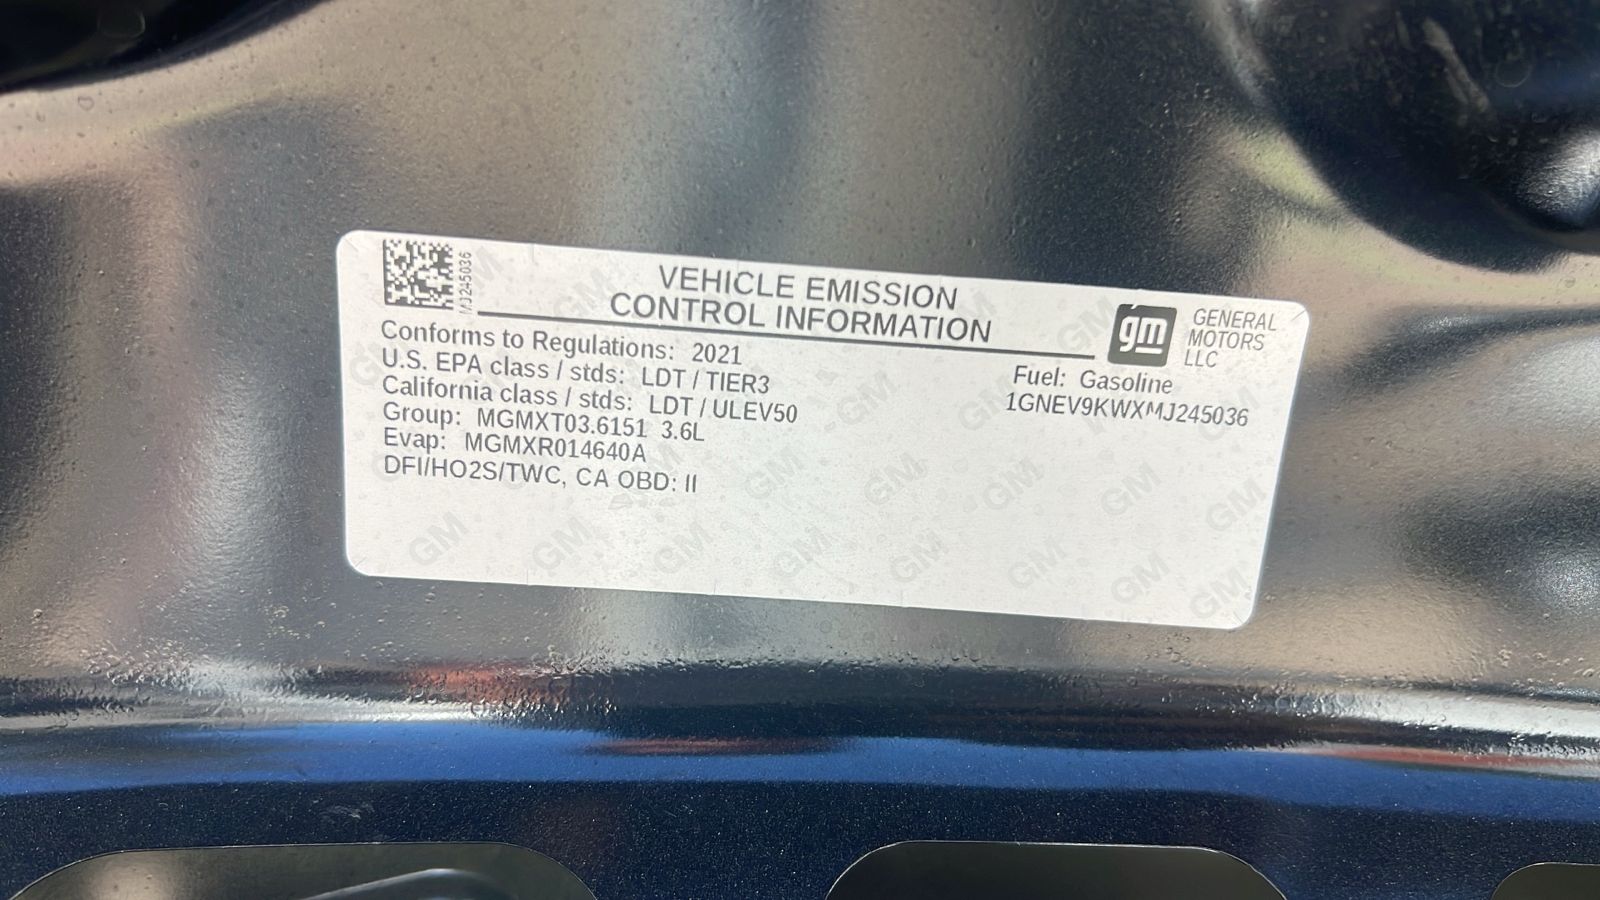 MJ245036
VEHICLE EMISSION
CONTROL INFORMATION
gm
GENERAL
MOTORS
LLC
Conforms to Regulations: 2021
U.S. EPA class / stds: LDT / TIER3
California class / stds: LDT / ULEV50
Group: MGMXT03.6151 3.6L
Evap: MGMXR014640A
DFI/HO2S/TWC, CA OBD: II
Fuel: Gasoline
1GNEV9KWXMJ245036